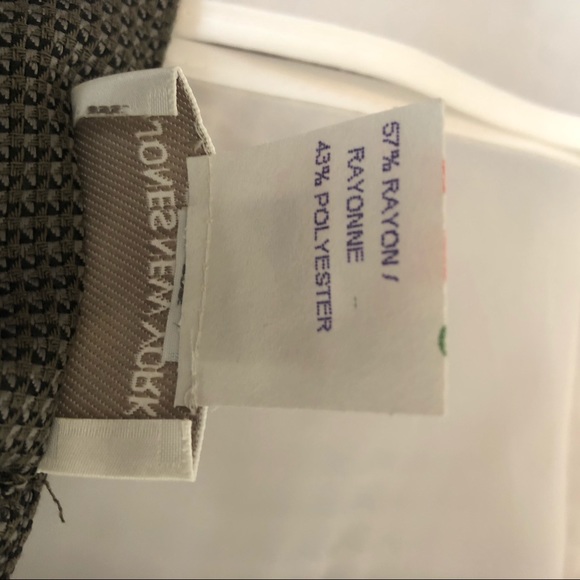 JONES NEW YORK
57% RAYON /
RAYONNE
43% POLYESTER